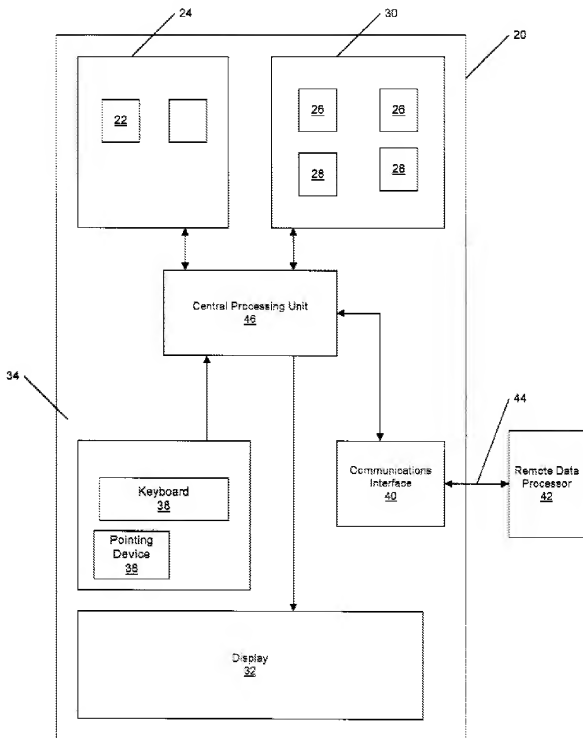 24
30
20
22
26
26
28
28
Central Processing Unit
46
34
44
Communications
Interface
40
Remote Data
Processor
42
Keyboard
38
Pointing
Device
38
Display
32